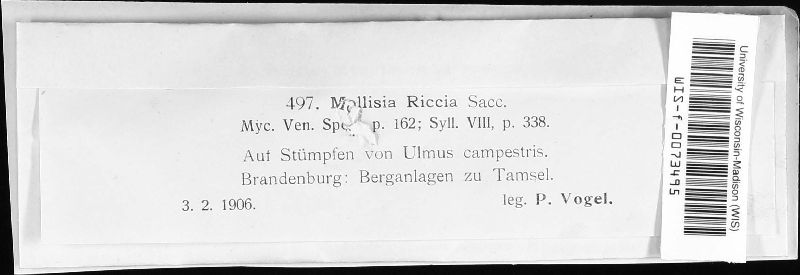 497. Mollisia Riccia Sacc.
Myc. Ven. Spec. p. 162; Syll. VIII, p. 338.
Auf Stümpfen von Ulmus campestris.
Brandenburg: Berganlagen zu Tamsel.
3. 2. 1906. leg. P. Vogel.
University of Wisconsin-Madison (WIS)
WIS-f-0073495